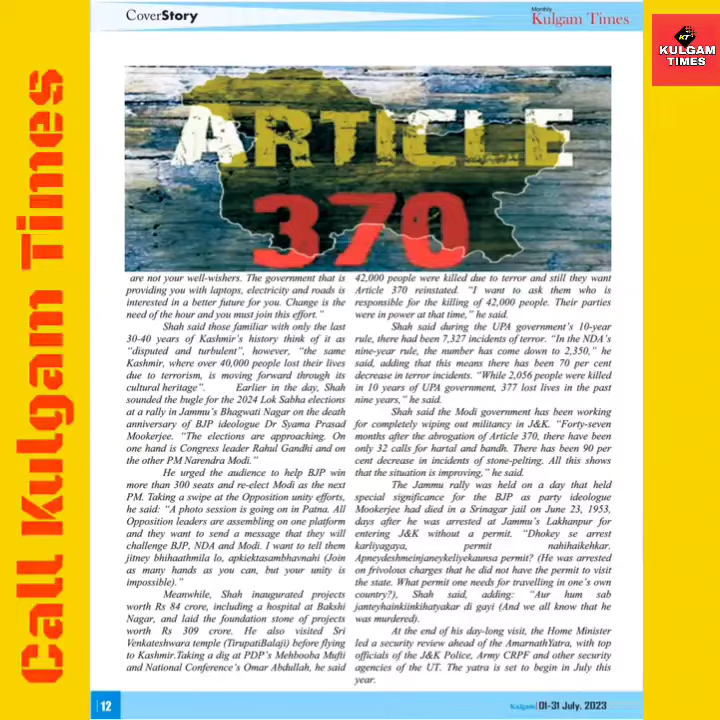 Call Kulgam Times
CoverStory
Monthly
Kulgam Times
KT
KULGAM
TIMES
ARTICLE
370
are not your well-wishers. The government that is
providing you with laptops, electricity and roads is
interested in a better future for you. Change is the
need of the hour and you must join this effort.”
Shah said those familiar with only the last
30-40 years of Kashmir’s history think of it as
“disputed and turbulent”, however, “the same
Kashmir, where over 40,000 people lost their lives
due to terrorism, is moving forward through its
cultural heritage”. Earlier in the day, Shah
sounded the bugle for the 2024 Lok Sabha elections
at a rally in Jammu’s Bhagwati Nagar on the death
anniversary of BJP ideologue Dr Syama Prasad
Mookerjee. “The elections are approaching. On
one hand is Congress leader Rahul Gandhi and on
the other PM Narendra Modi.”
He urged the audience to help BJP win
more than 300 seats and re-elect Modi as the next
PM. Taking a swipe at the Opposition unity efforts,
he said: “A photo session is going on in Patna. All
Opposition leaders are assembling on one platform
and they want to send a message that they will
challenge BJP, NDA and Modi. I want to tell them
jitney bhihaathmila lo, apkiektasambhavnahi (Join
as many hands as you can, but your unity is
impossible).”
Meanwhile, Shah inaugurated projects
worth Rs 84 crore, including a hospital at Bakshi
Nagar, and laid the foundation stone of projects
worth Rs 309 crore. He also visited Sri
Venkateshwara temple (TirupatiBalaji) before flying
to Kashmir.Taking a dig at PDP’s Mehbooba Mufti
and National Conference’s Omar Abdullah, he said
42,000 people were killed due to terror and still they want
Article 370 reinstated. “I want to ask them who is
responsible for the killing of 42,000 people. Their parties
were in power at that time,” he said.
Shah said during the UPA government’s 10-year
rule, there had been 7,327 incidents of terror. “In the NDA’s
nine-year rule, the number has come down to 2,350,” he
said, adding that this means there has been 70 per cent
decrease in terror incidents. “While 2,056 people were killed
in 10 years of UPA government, 377 lost lives in the past
nine years,” he said.
Shah said the Modi government has been working
for completely wiping out militancy in J&K. “Forty-seven
months after the abrogation of Article 370, there have been
only 32 calls for hartal and bandh. There has been 90 per
cent decrease in incidents of stone-pelting. All this shows
that the situation is improving,” he said.
The Jammu rally was held on a day that held
special significance for the BJP as party ideologue
Mookerjee had died in a Srinagar jail on June 23, 1953,
days after he was arrested at Jammu’s Lakhanpur for
entering J&K without a permit. “Dhokey se arrest
karliyagaya, permit nahihaikehkar.
Apneydeshmeinjaneykeliyekaunsa permit? (He was arrested
on frivolous charges that he did not have the permit to visit
the state. What permit one needs for travelling in one’s own
country?), Shah said, adding: “Aur hum sab
janteyhainkiinkihatyakar di gayi (And we all know that he
was murdered).
At the end of his day-long visit, the Home Minister
led a security review ahead of the AmarnathYatra, with top
officials of the J&K Police, Army CRPF and other security
agencies of the UT. The yatra is set to begin in July this
year.
12
Kulgam 01-31 July, 2023